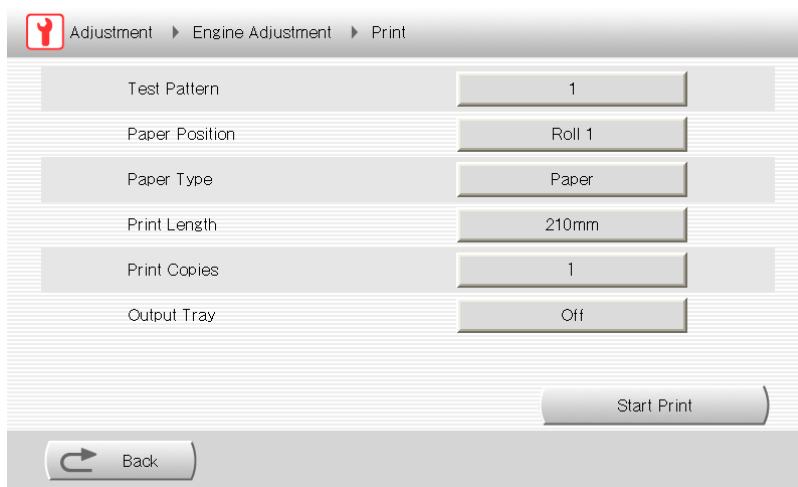 Adjustment Engine Adjustment Print
Test Pattern 1
Paper Position Roll 1
Paper Type Paper
Print Length 210mm
Print Copies 1
Output Tray Off
Start Print
Back